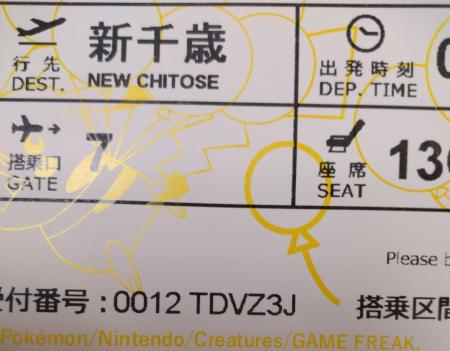 新千歳
行先
DEST. NEW CHITOSE
出発時刻
DEP. TIME
搭乗口
GATE
7
座席
SEAT
Please
付番号 : 0012 TDVZ3J
搭乗区間
Pokémon/Nintendo/Creatures/GAME FREAK.